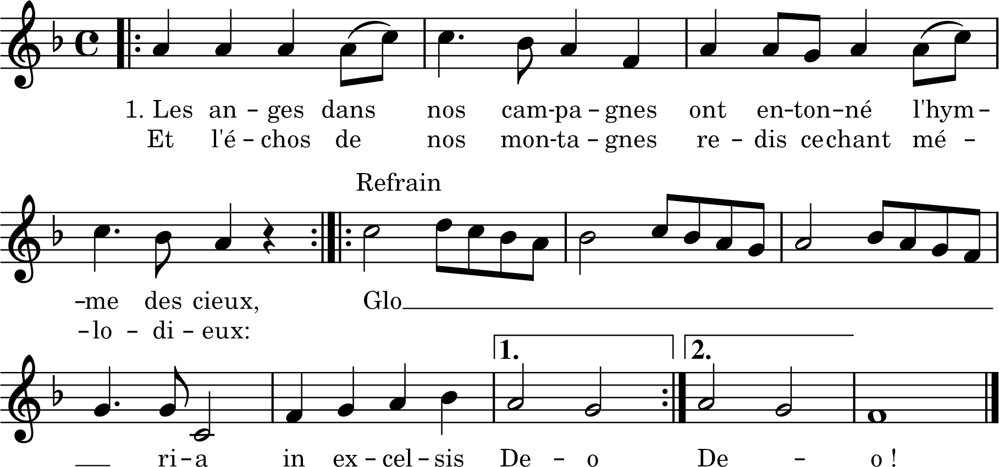 1. Les an - ges dans nos cam-pa - gnes ont en-ton-né l'hym -
Et l'é - chos de nos mon-ta - gnes re - dis ce chant mé -
Refrain
-me des cieux, Glo
-lo - di - eux:
1. 2.
ri-a in ex - cel - sis De - o De - o !